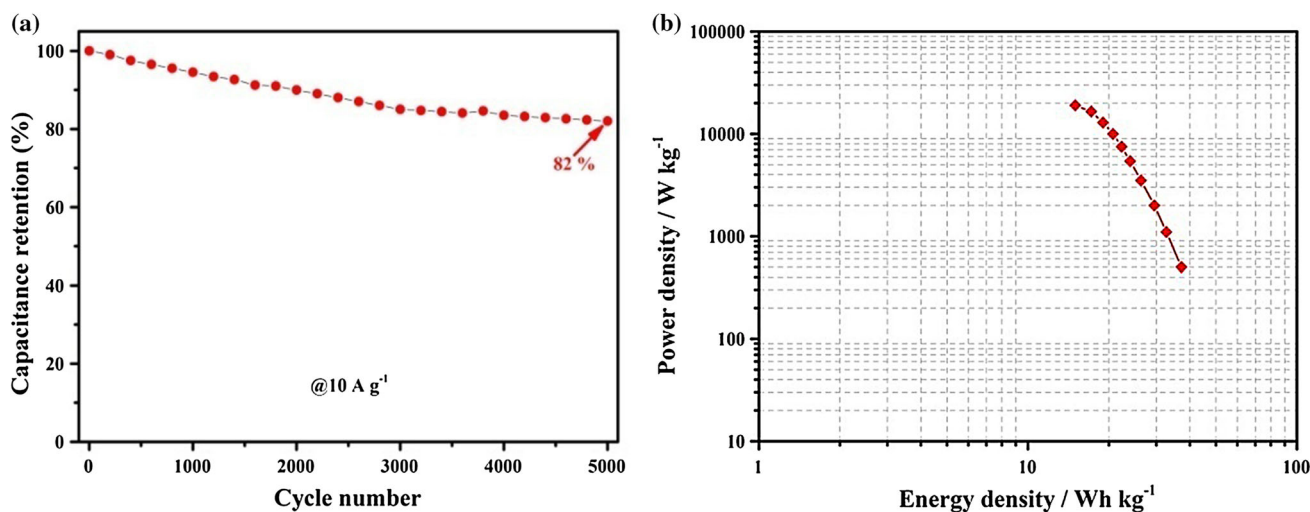 (a)
Capacitance retention (%)
100
80
60
40
20
0
82 %
@10 A g⁻¹
0 1000 2000 3000 4000 5000
Cycle number
(b)
Power density / W kg⁻¹
100000
10000
1000
100
10
1 10 100
Energy density / Wh kg⁻¹